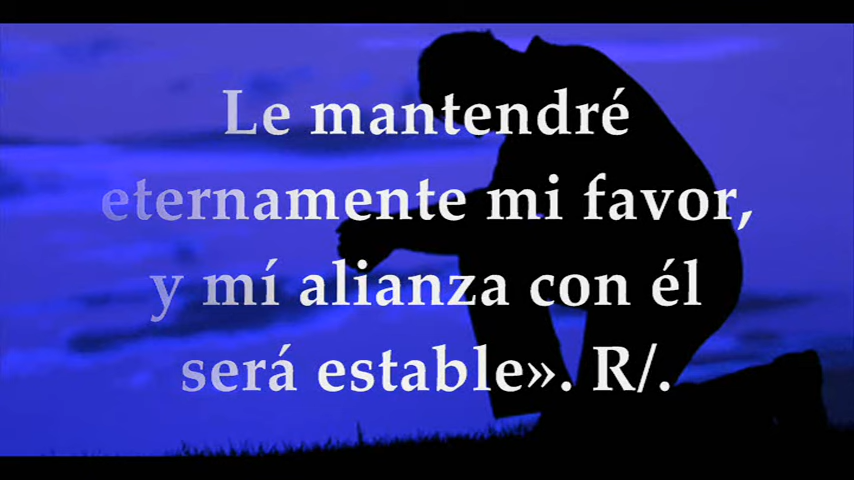 Le mantendré
eternamente mi favor,
y mí alianza con él
será estable». R/.